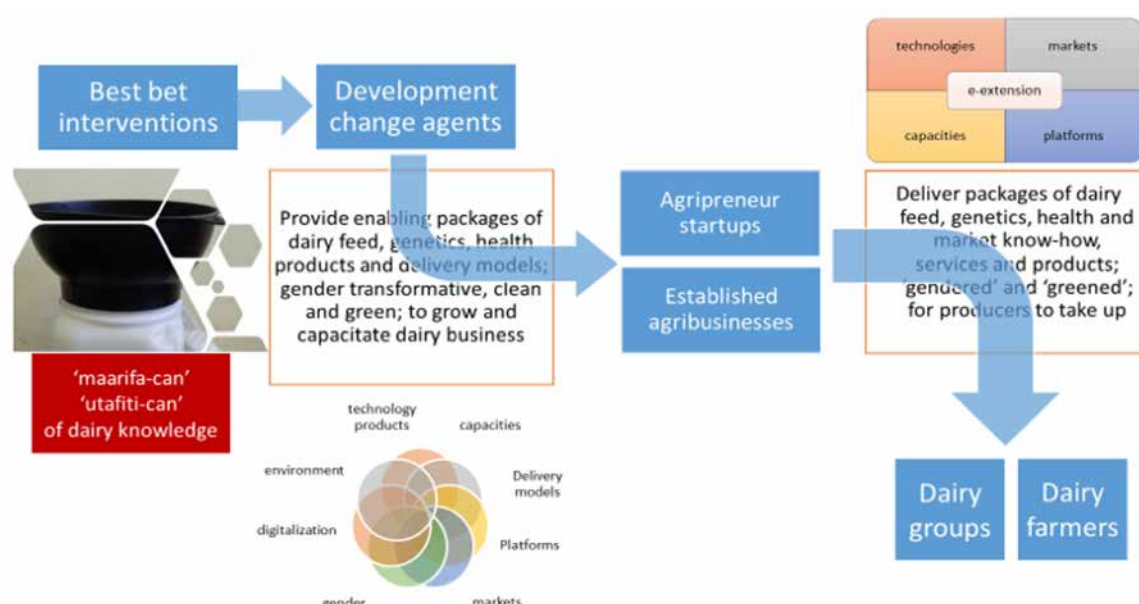 Best bet
interventions
Development
change agents
technologies
markets
e-extension
capacities
platforms
Provide enabling packages of
dairy feed, genetics, health
products and delivery models;
gender transformative, clean
and green; to grow and
capacitate dairy business
Agripreneur
startups
Established
agribusinesses
Deliver packages of dairy
feed, genetics, health and
market know-how,
services and products;
'gendered' and 'greened';
for producers to take up
'maarifa-can'
'utafiti-can'
of dairy knowledge
technology
products
capacities
environment
Delivery
models
digitalization
Platforms
gender
markets
Dairy
groups
Dairy
farmers